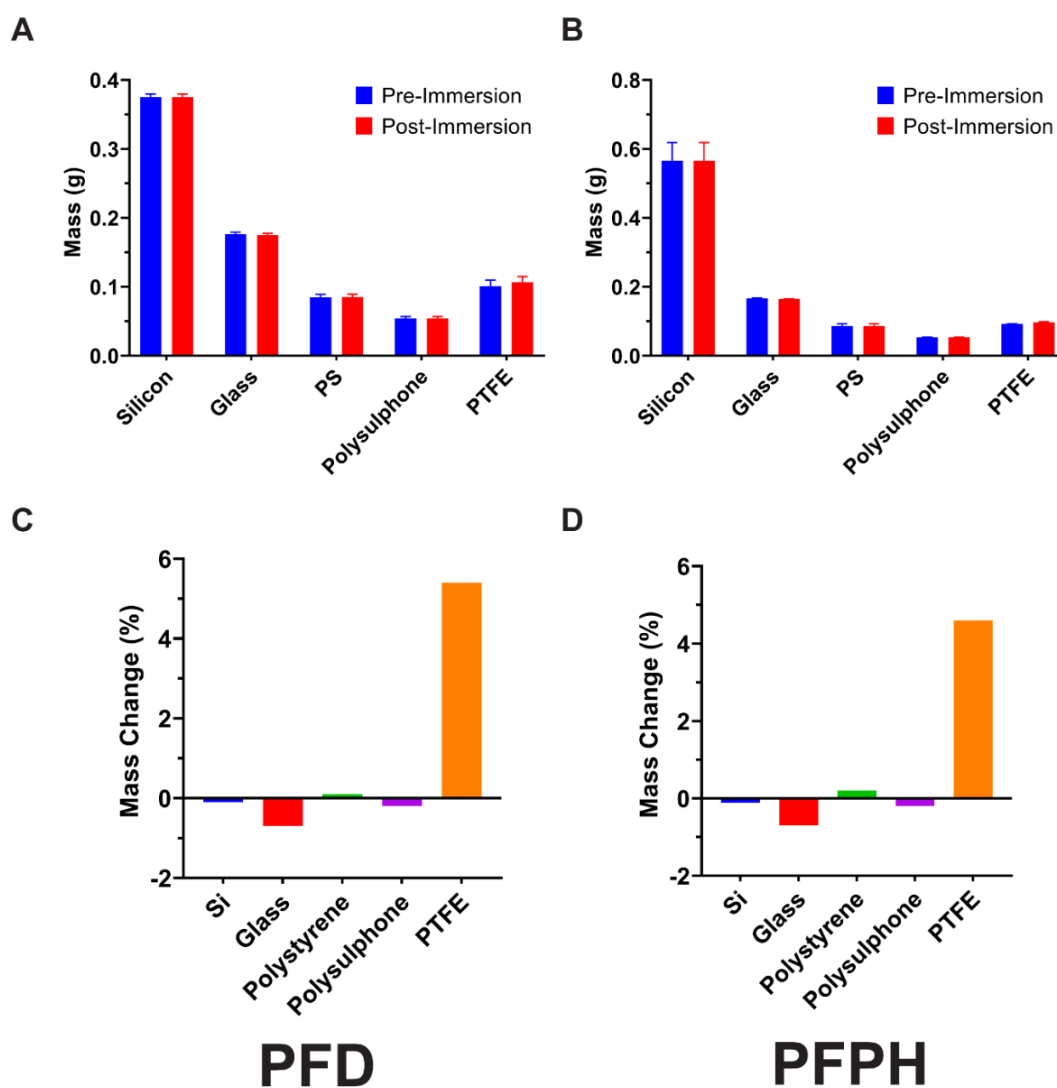 A
B
0.4
0.3
0.2
0.1
0.0
Mass (g)
Pre-Immersion
Post-Immersion
Silicon
Glass
PS
Polysulphone
PTFE
0.8
0.6
0.4
0.2
0.0
Mass (g)
Pre-Immersion
Post-Immersion
Silicon
Glass
PS
Polysulphone
PTFE
C
D
6
4
2
0
-2
Mass Change (%)
Si
Glass
Polystyrene
Polysulphone
PTFE
6
4
2
0
-2
Mass Change (%)
Si
Glass
Polystyrene
Polysulphone
PTFE
PFD
PFPH